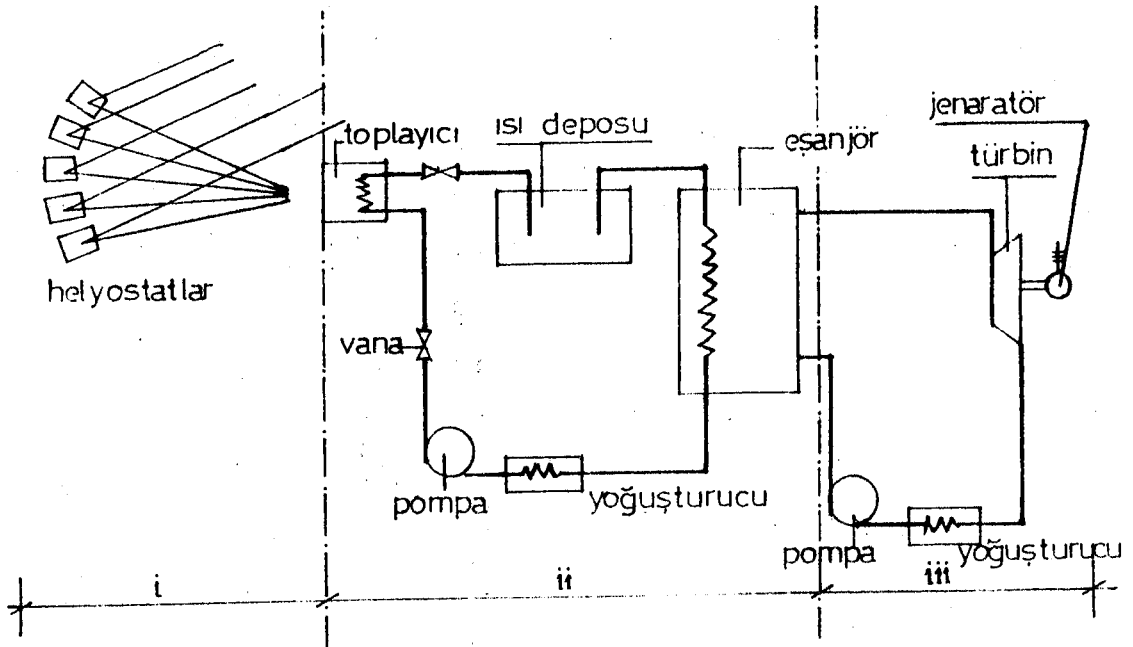 toplayıcı
ısı deposu
eşanjör
jenaratör
türbin
helyostatlar
vana
pompa
yoğuşturucu
pompa
yoğuşturucu
i
ii
iii